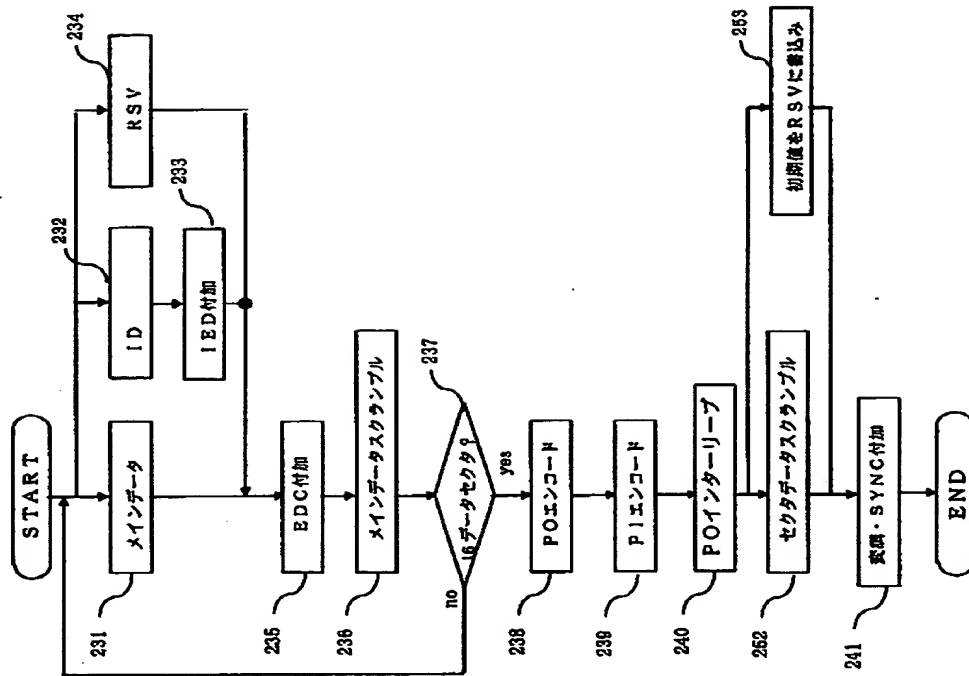 START
231
メインデータ
232
ID
233
IED付加
234
RSV
235
EDC付加
236
メインデータスクランブル
237
16データセクタ?
no
yes
238
POエンコード
239
PIエンコード
240
POインターリーブ
252
セクタデータスクランブル
253
初期値をRSVに書込み
241
変調・SYNC付加
END